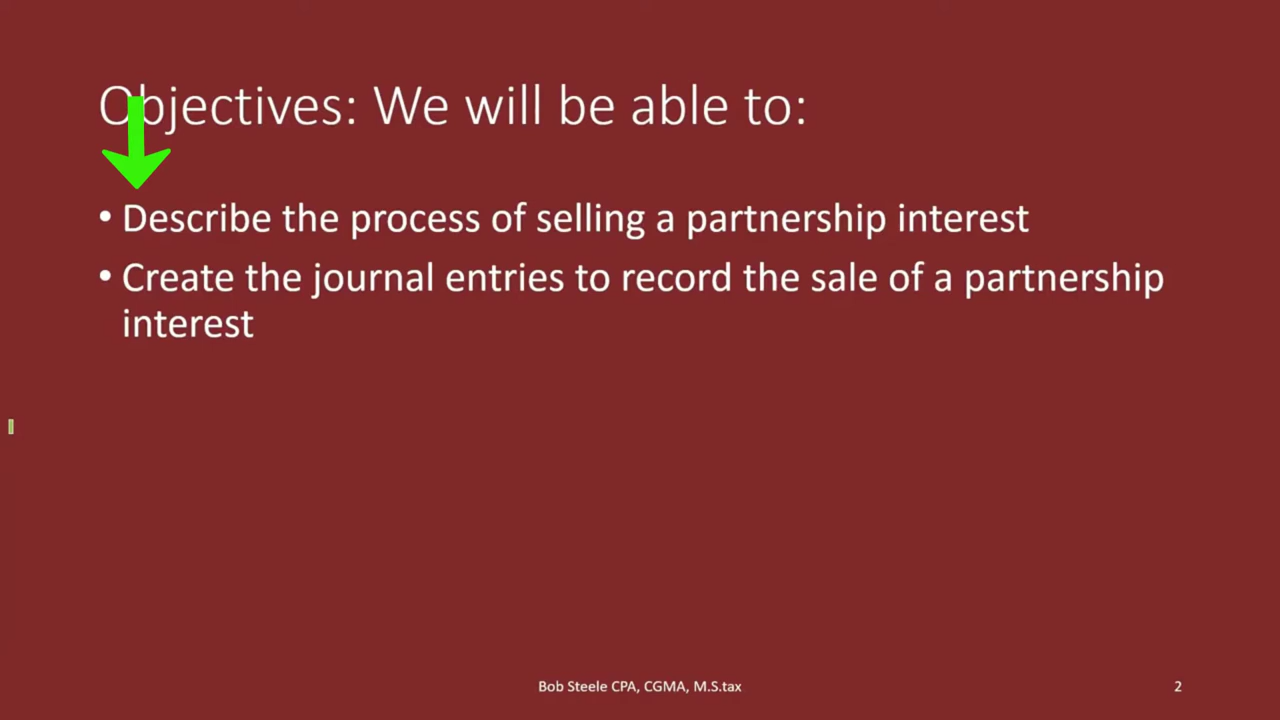 Objectives: We will be able to:
• Describe the process of selling a partnership interest
• Create the journal entries to record the sale of a partnership
interest
Bob Steele CPA, CGMA, M.S.tax
2